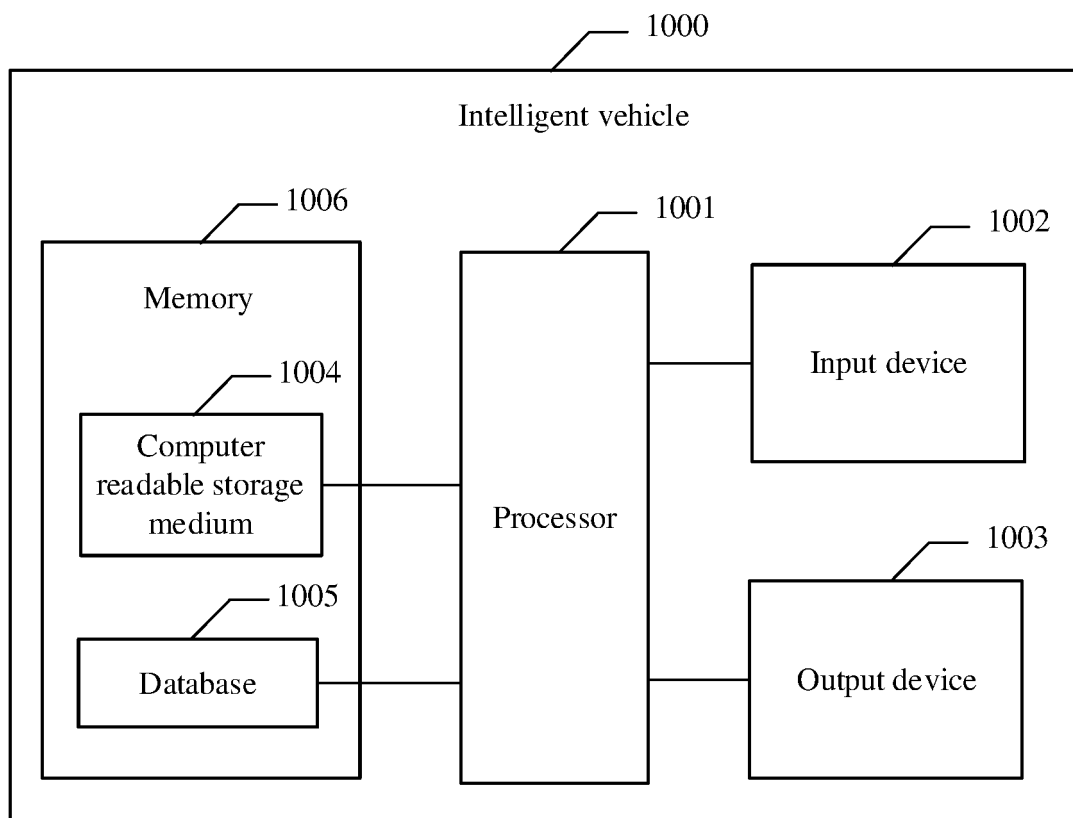 1000
Intelligent vehicle
1006
1001
1002
Memory
Input device
1004
Computer
readable storage
medium
Processor
1003
1005
Database
Output device